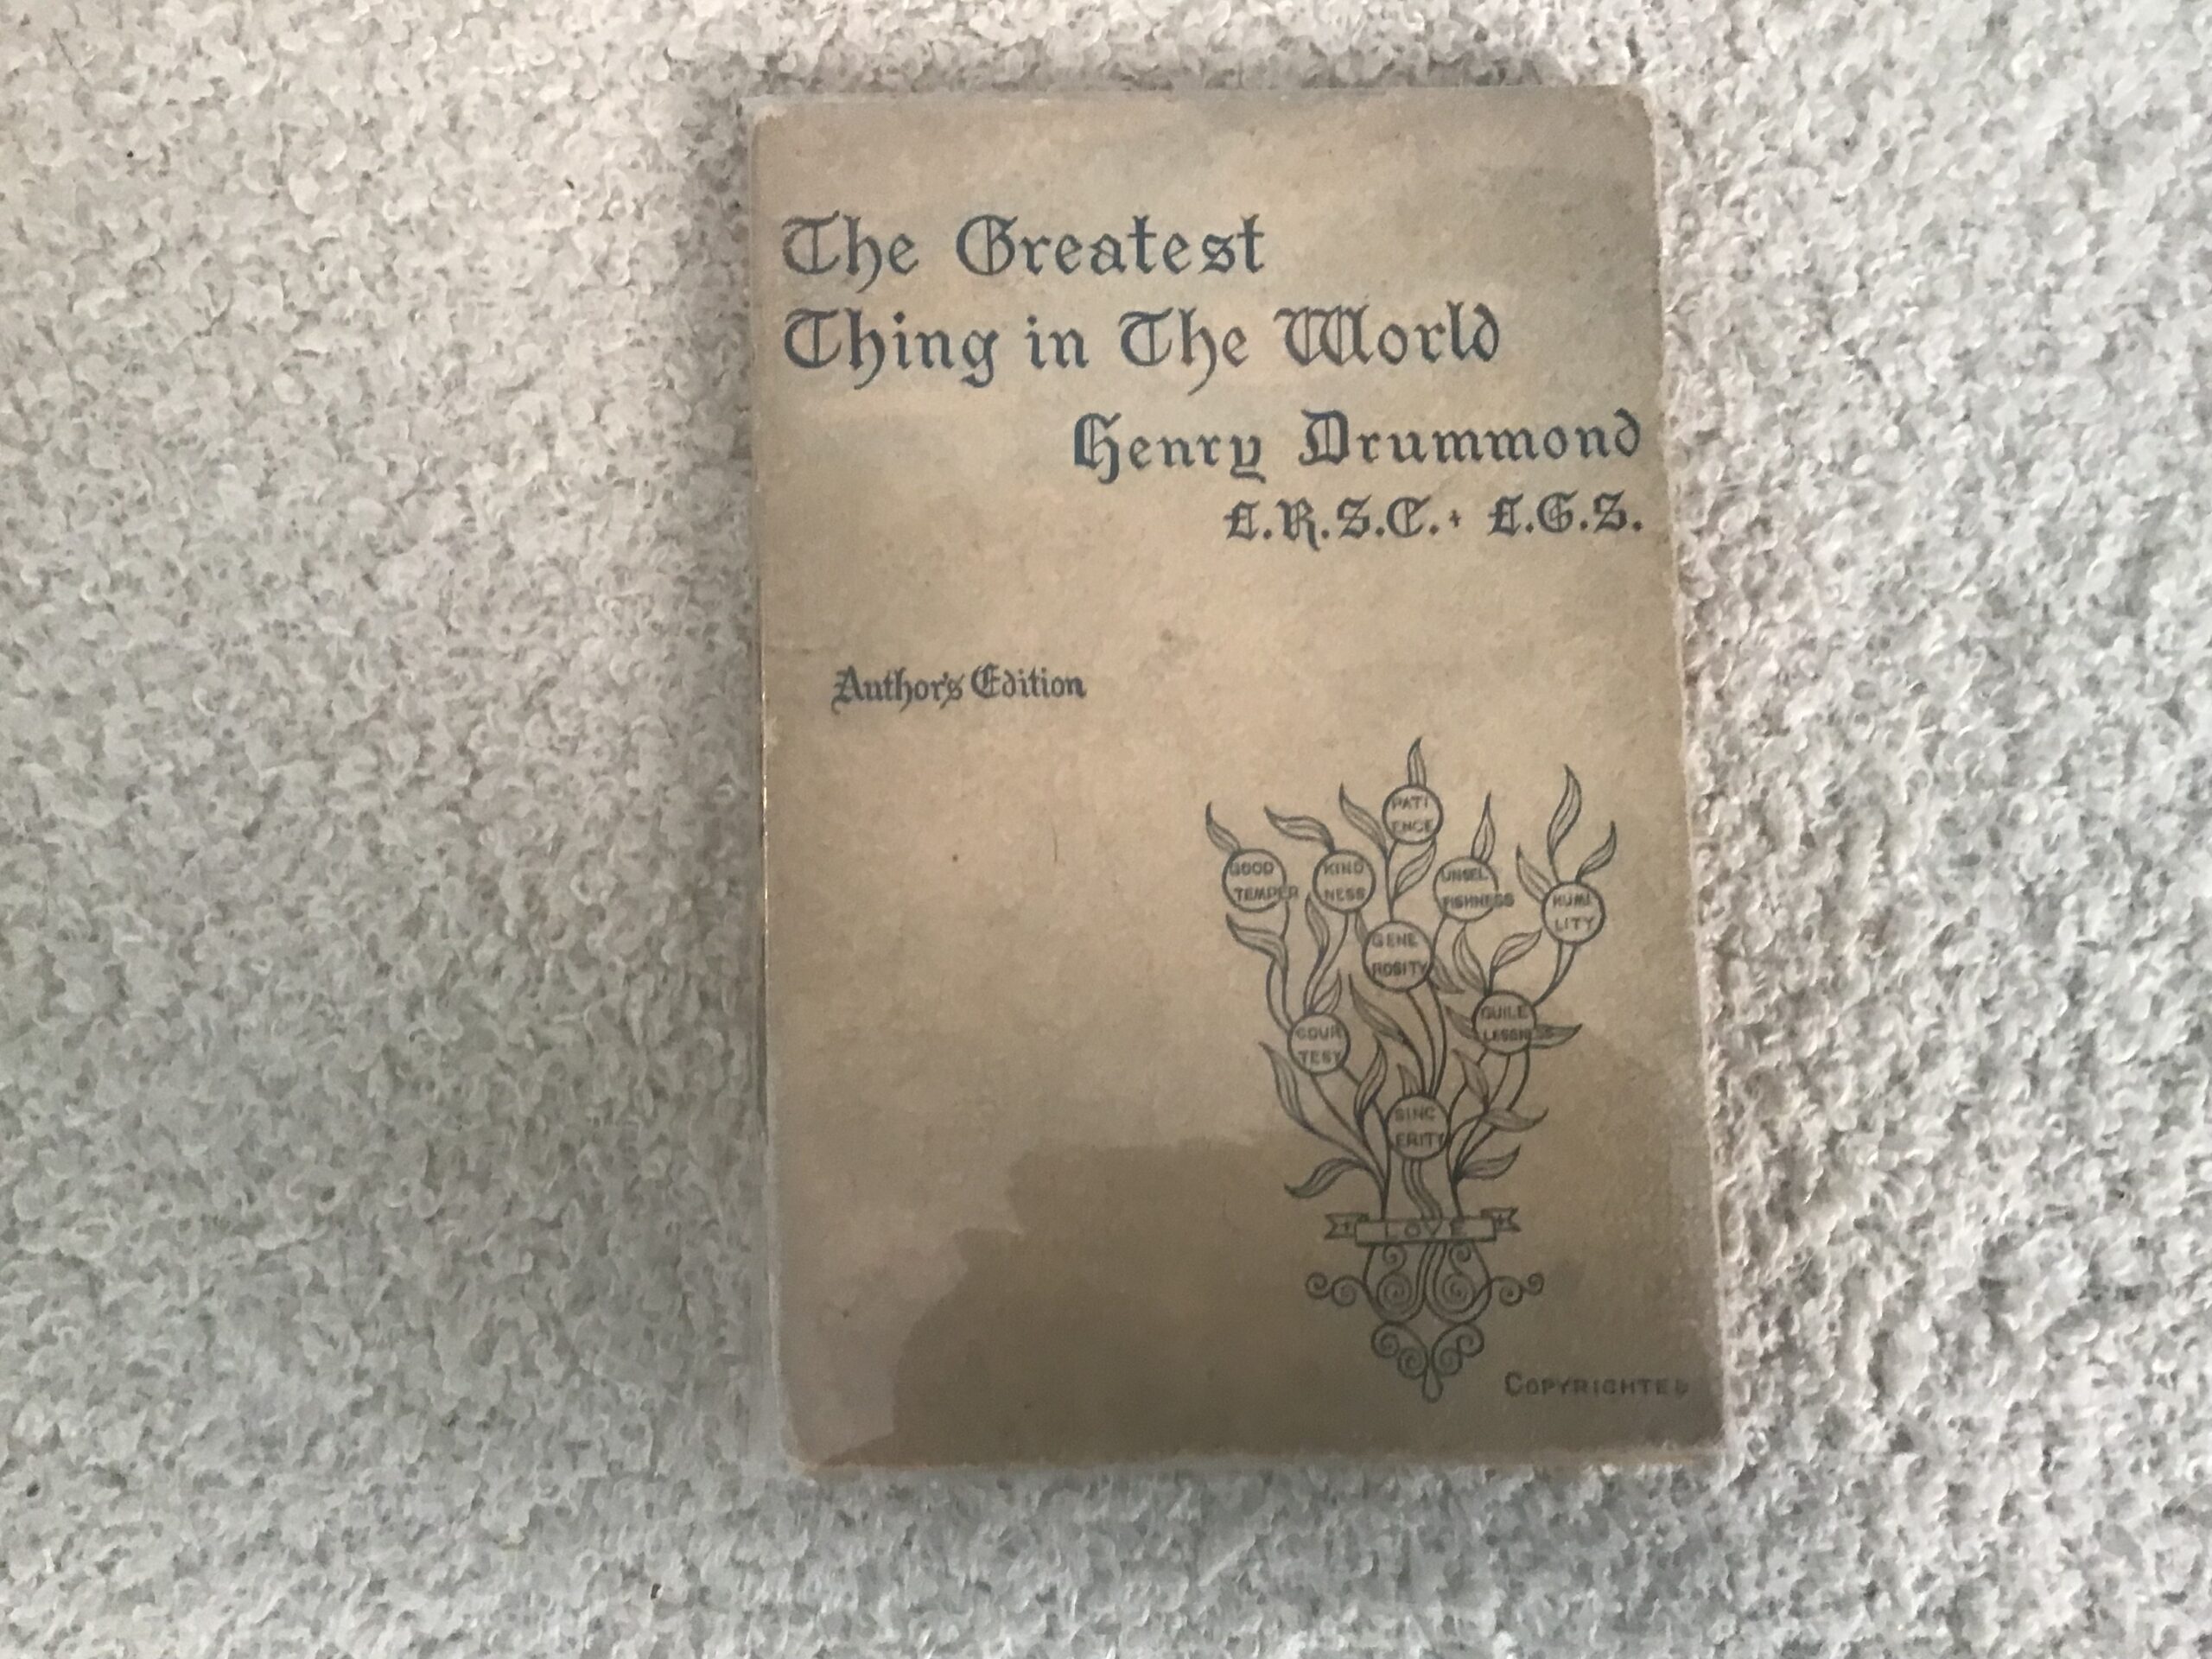 The Greatest
Thing in The World
Henry Drummond
F.R.S.E. + F.G.S.
Author's Edition
PATI
ENCE
GOOD
TEMPER
KIND
NESS
UNSEL
FISHNESS
HUMI
LITY
GENE
ROSITY
COUR
TESY
GUILE
LESSNESS
SINC
ERITY
LOVE
COPYRIGHTED